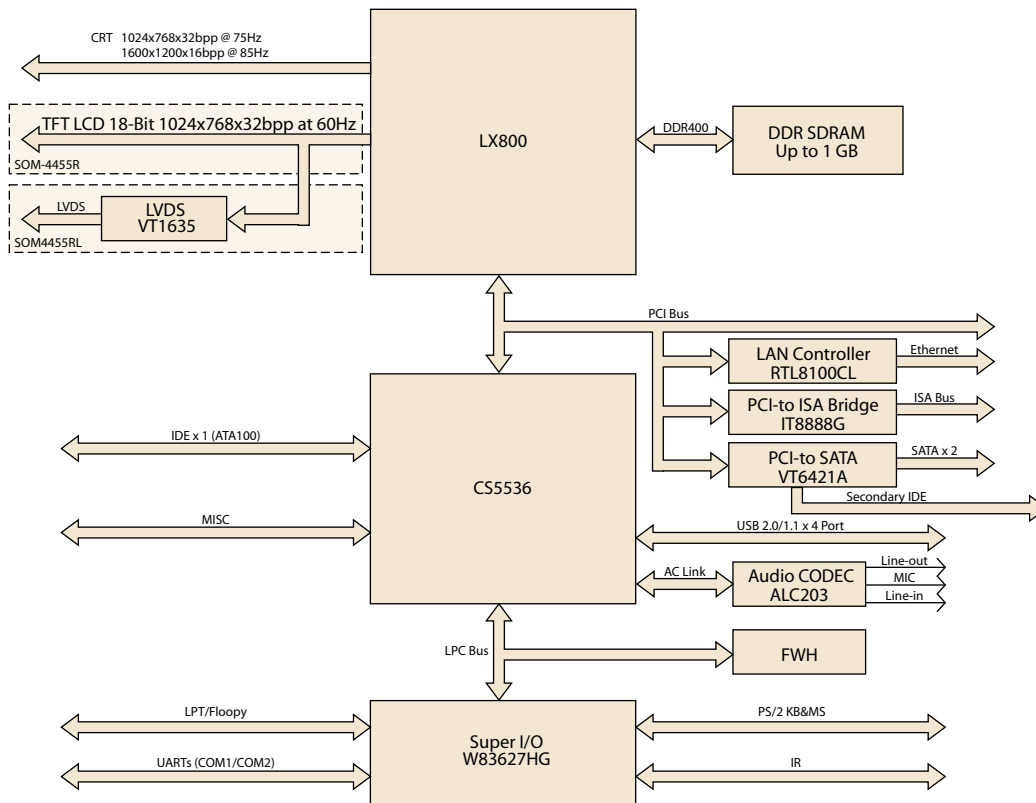 CRT 1024x768x32bpp @ 75Hz
1600x1200x16bpp @ 85Hz
TFT LCD 18-Bit 1024x768x32bpp at 60Hz
SOM-4455R
LVDS
LVDS
VT1635
SOM4455RL
LX800
DDR400
DDR SDRAM
Up to 1 GB
PCI Bus
LAN Controller
RTL8100CL
Ethernet
PCI-to ISA Bridge
IT8888G
ISA Bus
PCI-to SATA
VT6421A
SATA x 2
Secondary IDE
IDE x 1 (ATA100)
CS5536
MISC
USB 2.0/1.1 x 4 Port
AC Link
Audio CODEC
ALC203
Line-out
MIC
Line-in
LPC Bus
FWH
LPT/Floopy
Super I/O
W83627HG
PS/2 KB&MS
UARTs (COM1/COM2)
IR